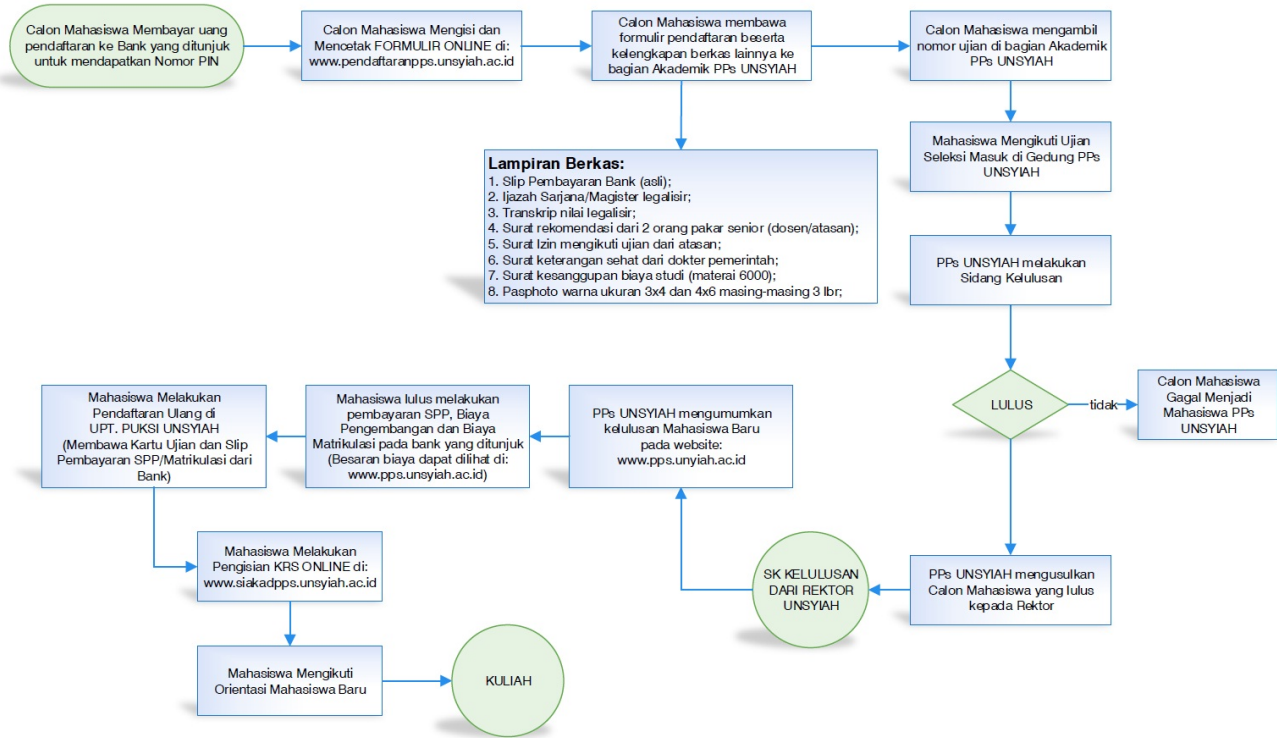 Calon Mahasiswa Membayar uang
pendaftaran ke Bank yang ditunjuk
untuk mendapatkan Nomor PIN
Calon Mahasiswa Mengisi dan
Mencetak FORMULIR ONLINE di:
www.pendaftaranpps.unsyiah.ac.id
Calon Mahasiswa membawa
formulir pendaftaran beserta
kelengkapan berkas lainnya ke
bagian Akademik PPs UNSYIAH
Calon Mahasiswa mengambil
nomor ujian di bagian Akademik
PPs UNSYIAH
Lampiran Berkas:
1. Slip Pembayaran Bank (asli);
2. Ijazah Sarjana/Magister legalisir;
3. Transkrip nilai legalisir;
4. Surat rekomendasi dari 2 orang pakar senior (dosen/atasan);
5. Surat Izin mengikuti ujian dari atasan;
6. Surat keterangan sehat dari dokter pemerintah;
7. Surat kesanggupan biaya studi (materai 6000);
8. Pasphoto warna ukuran 3x4 dan 4x6 masing-masing 3 lbr;
Mahasiswa Mengikuti Ujian
Seleksi Masuk di Gedung PPs
UNSYIAH
PPs UNSYIAH melakukan
Sidang Kelulusan
LULUS
tidak
Calon Mahasiswa
Gagal Menjadi
Mahasiswa PPs
UNSYIAH
PPs UNSYIAH mengusulkan
Calon Mahasiswa yang lulus
kepada Rektor
SK KELULUSAN
DARI REKTOR
UNSYIAH
PPs UNSYIAH mengumumkan
kelulusan Mahasiswa Baru
pada website:
www.pps.unyiah.ac.id
Mahasiswa lulus melakukan
pembayaran SPP, Biaya
Pengembangan dan Biaya
Matrikulasi pada bank yang ditunjuk
(Besaran biaya dapat dilihat di:
www.pps.unsyiah.ac.id)
Mahasiswa Melakukan
Pendaftaran Ulang di
UPT. PUKSI UNSYIAH
(Membawa Kartu Ujian dan Slip
Pembayaran SPP/Matrikulasi dari
Bank)
Mahasiswa Melakukan
Pengisian KRS ONLINE di:
www.siakadpps.unsyiah.ac.id
Mahasiswa Mengikuti
Orientasi Mahasiswa Baru
KULIAH